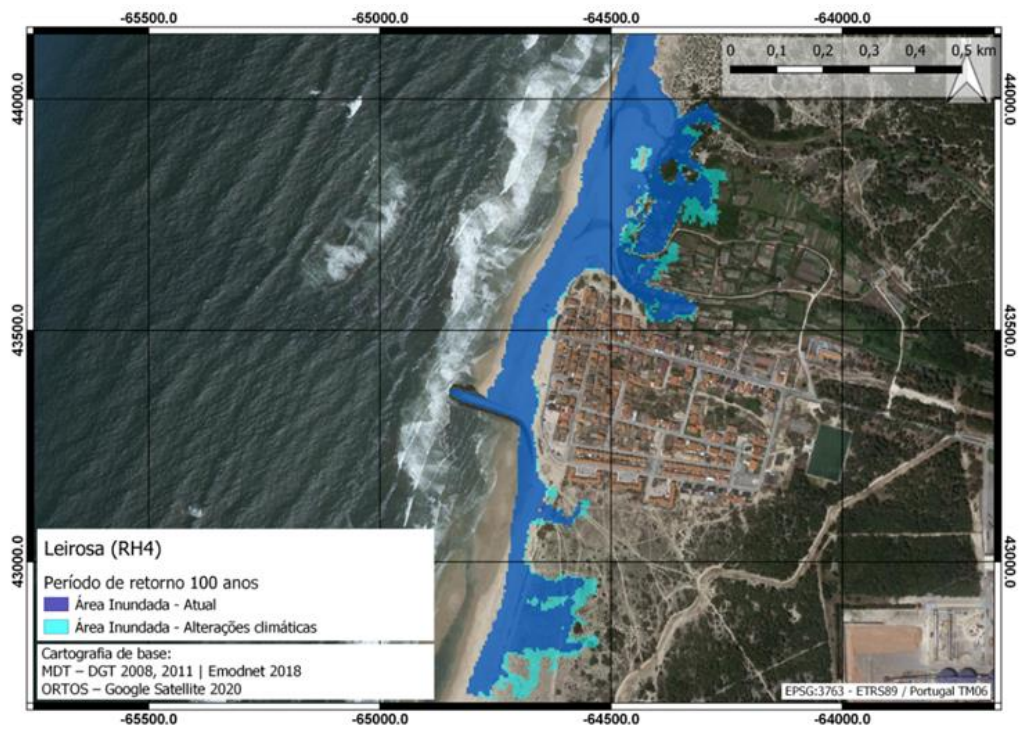 -65500.0 -65000.0 -64500.0 -64000.0
0 0,1 0,2 0,3 0,4 0,5 km
44000.0 44000.0
43500.0 43500.0
43000.0 43000.0
Leirosa (RH4)
Período de retorno 100 anos
Área Inundada - Atual
Área Inundada - Alterações climáticas
Cartografia de base:
MDT – DGT 2008, 2011 | Emodnet 2018
ORTOS – Google Satellite 2020
EPSG:3763 - ETRS89 / Portugal TM06
-65500.0 -65000.0 -64500.0 -64000.0